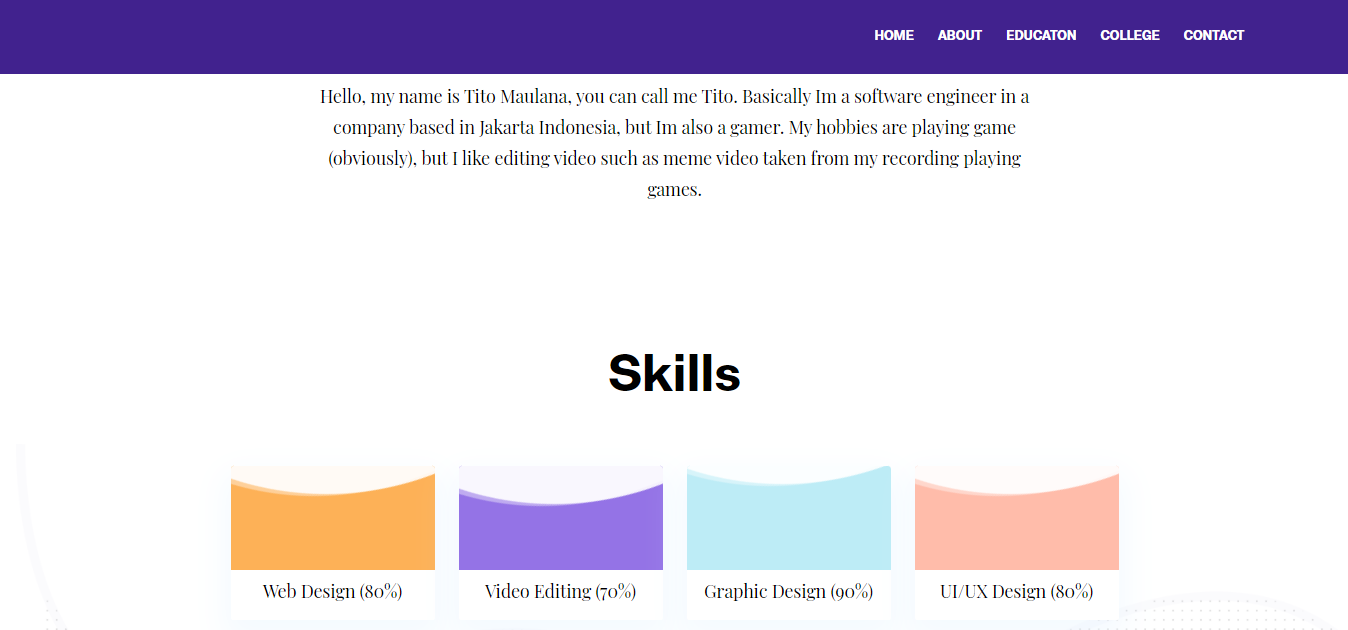 HOME ABOUT EDUCATON COLLEGE CONTACT
Hello, my name is Tito Maulana, you can call me Tito. Basically Im a software engineer in a
company based in Jakarta Indonesia, but Im also a gamer. My hobbies are playing game
(obviously), but I like editing video such as meme video taken from my recording playing
games.
Skills
Web Design (80%) Video Editing (70%) Graphic Design (90%) UI/UX Design (80%)